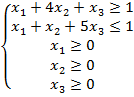 x₁ + 4x₂ + x₃ ≥ 1
x₁ + x₂ + 5x₃ ≤ 1
x₁ ≥ 0
x₂ ≥ 0
x₃ ≥ 0